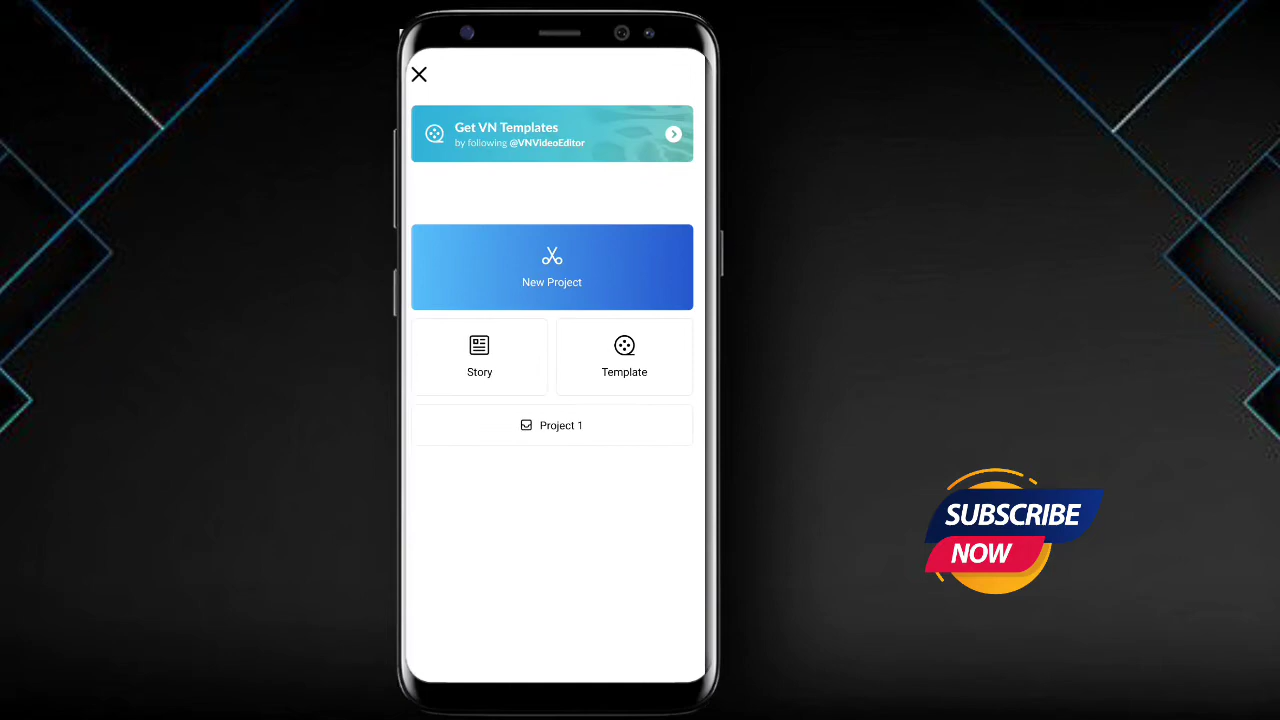 Get VN Templates
by following @VNVideoEditor
New Project
Story
Template
Project 1
SUBSCRIBE
NOW